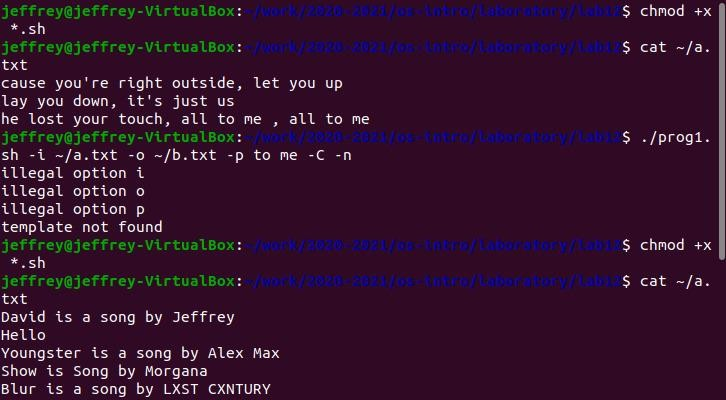 jeffrey@jeffrey-VirtualBox:~/work/2020-2021/os-intro/laboratory/lab12$ chmod +x
 *.sh
jeffrey@jeffrey-VirtualBox:~/work/2020-2021/os-intro/laboratory/lab12$ cat ~/a.
txt
cause you're right outside, let you up
lay you down, it's just us
he lost your touch, all to me , all to me
jeffrey@jeffrey-VirtualBox:~/work/2020-2021/os-intro/laboratory/lab12$ ./prog1.
sh -i ~/a.txt -o ~/b.txt -p to me -C -n
illegal option i
illegal option o
illegal option p
template not found
jeffrey@jeffrey-VirtualBox:~/work/2020-2021/os-intro/laboratory/lab12$ chmod +x
 *.sh
jeffrey@jeffrey-VirtualBox:~/work/2020-2021/os-intro/laboratory/lab12$ cat ~/a.
txt
David is a song by Jeffrey
Hello
Youngster is a song by Alex Max
Show is Song by Morgana
Blur is a song by LXST CXNTURY